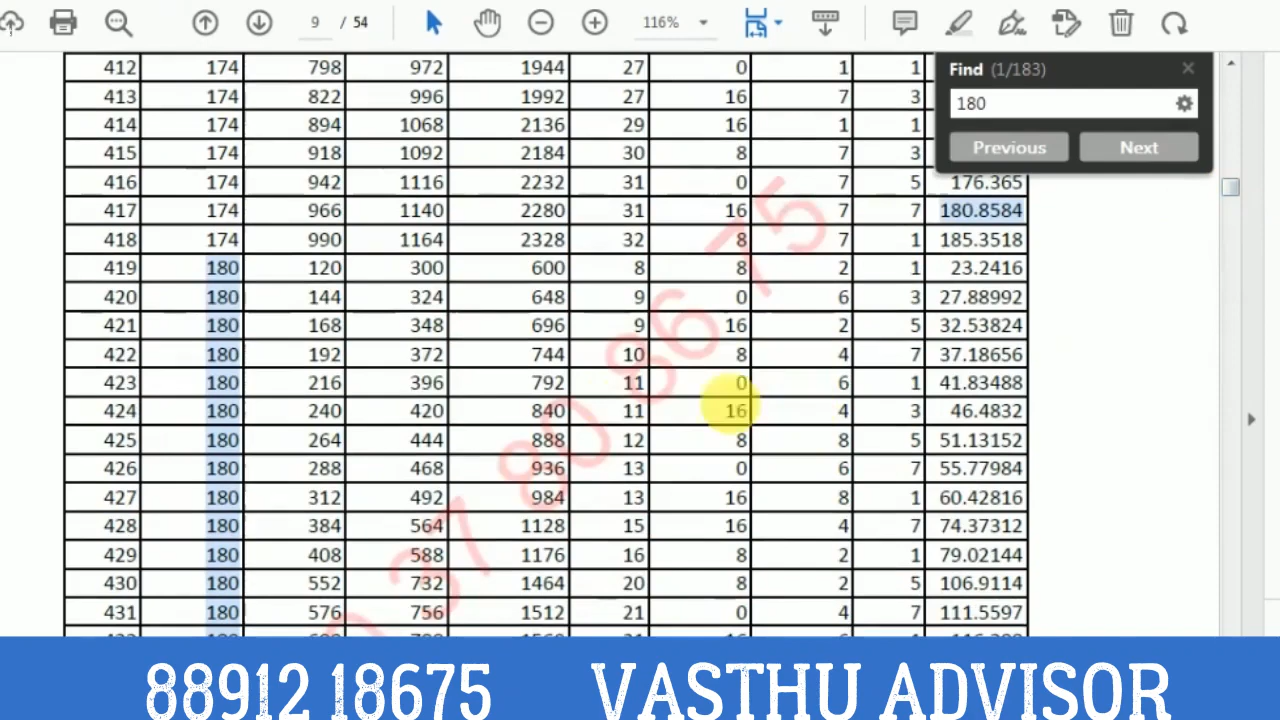 9 / 54 116%
Find (1/183)
180
Previous Next
412 174 798 972 1944 27 0 1 1
413 174 822 996 1992 27 16 7 3
414 174 894 1068 2136 29 16 1 1
415 174 918 1092 2184 30 8 7 3
416 174 942 1116 2232 31 0 7 5 176.365
417 174 966 1140 2280 31 16 7 7 180.8584
418 174 990 1164 2328 32 8 7 1 185.3518
419 180 120 300 600 8 8 2 1 23.2416
420 180 144 324 648 9 0 6 3 27.88992
421 180 168 348 696 9 16 2 5 32.53824
422 180 192 372 744 10 8 4 7 37.18656
423 180 216 396 792 11 0 6 1 41.83488
424 180 240 420 840 11 16 4 3 46.4832
425 180 264 444 888 12 8 8 5 51.13152
426 180 288 468 936 13 0 6 7 55.77984
427 180 312 492 984 13 16 8 1 60.42816
428 180 384 564 1128 15 16 4 7 74.37312
429 180 408 588 1176 16 8 2 1 79.02144
430 180 552 732 1464 20 8 2 5 106.9114
431 180 576 756 1512 21 0 4 7 111.5597
0 37 80 86 75
88912 18675 VASTHU ADVISOR